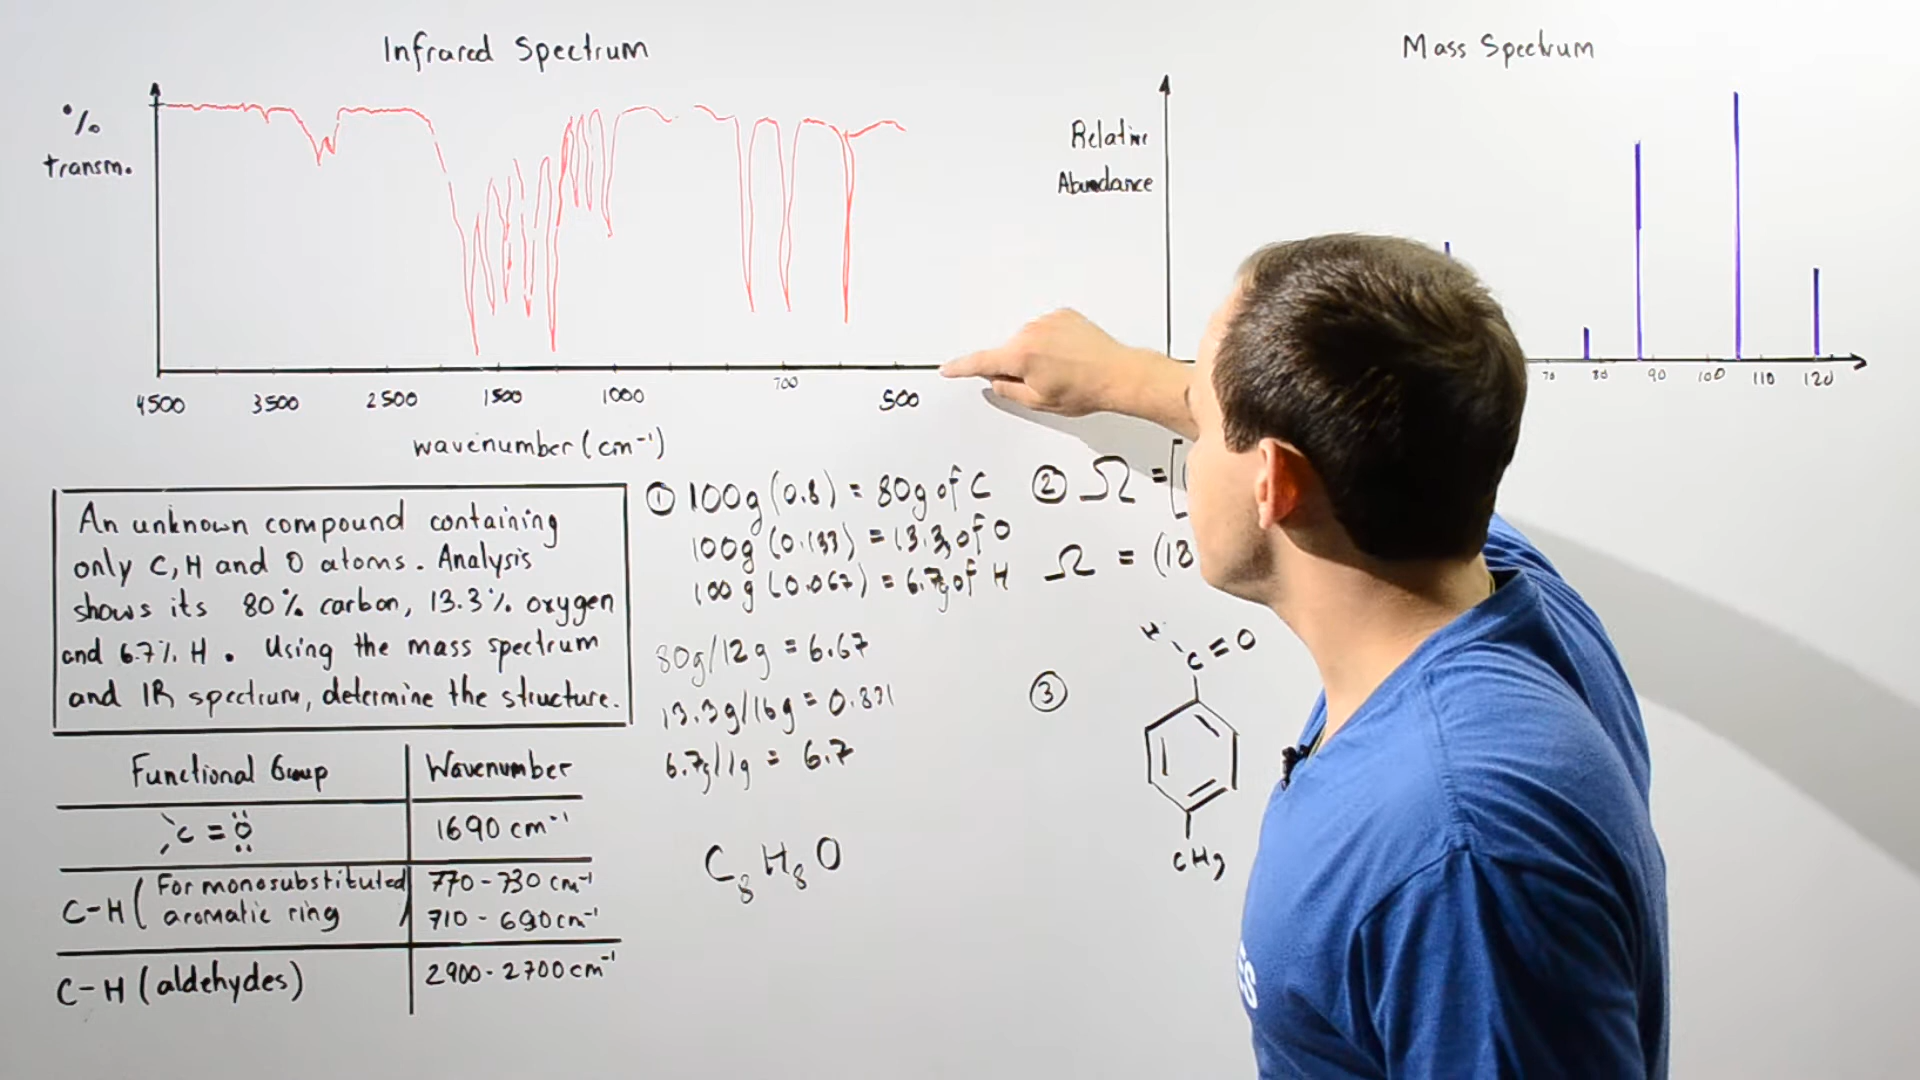 Infrared Spectrum
%
transm.
4500 3500 2500 1500 1000 700 500
wavenumber (cm⁻¹)
Mass Spectrum
Relative
Abundance
70 80 90 100 110 120
An unknown compound containing
only C, H and O atoms. Analysis
shows its 80% carbon, 13.3% oxygen
and 6.7% H. Using the mass spectrum
and IR spectrum, determine the structure.
Functional Group Wavenumber
C=O 1690 cm⁻¹
C-H (For monosubstituted aromatic ring) 770-730 cm⁻¹
710-690 cm⁻¹
C-H (aldehydes) 2900-2700 cm⁻¹
① 100g (0.8) = 80g of C
100g (0.133) = 13.3g of O
100g (0.067) = 6.7g of H
80g/12g = 6.67
13.3g/16g = 0.831
6.7g/1g = 6.7
C₈H₈O
② Ω = [
Ω = (18
③
H
C=O
CH₃
ES